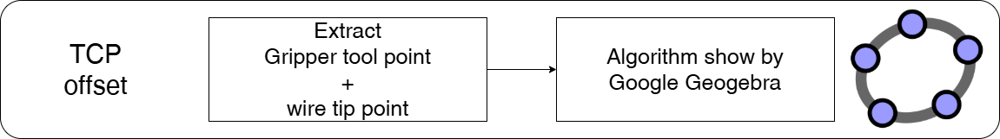 TCP
offset
Extract
Gripper tool point
+
wire tip point
Algorithm show by
Google Geogebra